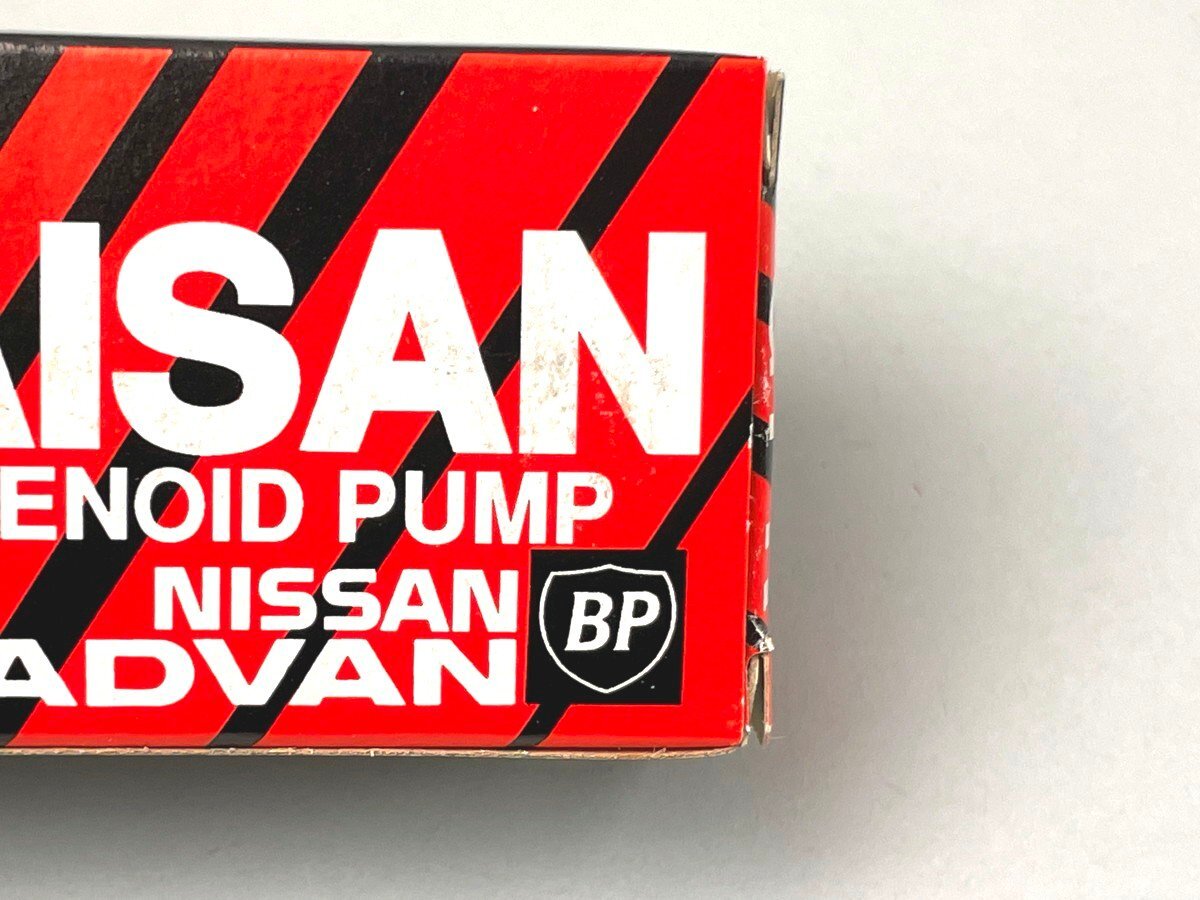 AISAN
ENOID PUMP
NISSAN
ADVAN
BP